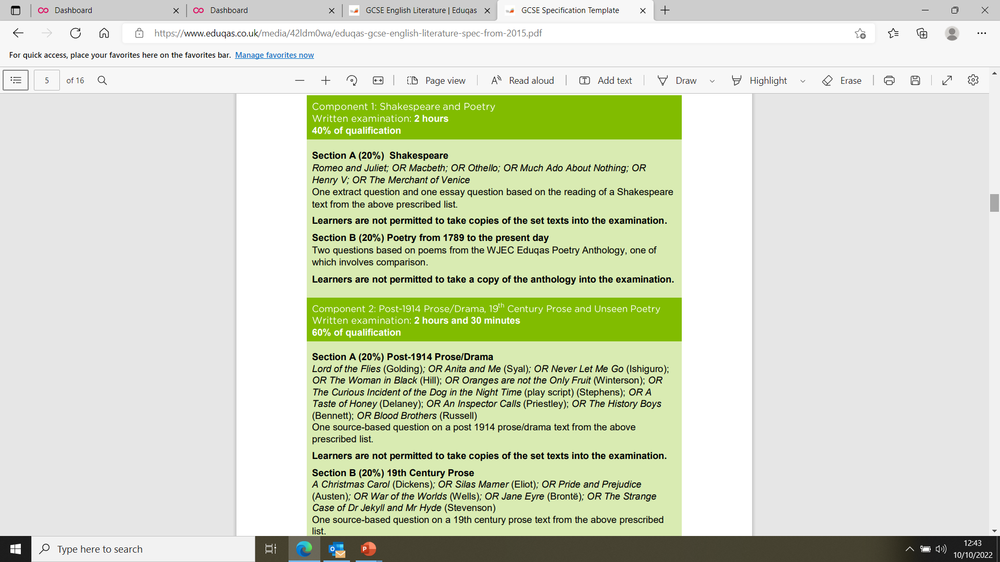 Dashboard
Dashboard
GCSE English Literature | Eduqas
GCSE Specification Template
https://www.eduqas.co.uk/media/42ldm0wa/eduqas-gcse-english-literature-spec-from-2015.pdf
For quick access, place your favorites here on the favorites bar. Manage favorites now
5 of 16 Page view Read aloud Add text Draw Highlight Erase
Component 1: Shakespeare and Poetry
Written examination: 2 hours
40% of qualification
Section A (20%) Shakespeare
Romeo and Juliet; OR Macbeth; OR Othello; OR Much Ado About Nothing; OR
Henry V; OR The Merchant of Venice
One extract question and one essay question based on the reading of a Shakespeare
text from the above prescribed list.
Learners are not permitted to take copies of the set texts into the examination.
Section B (20%) Poetry from 1789 to the present day
Two questions based on poems from the WJEC Eduqas Poetry Anthology, one of
which involves comparison.
Learners are not permitted to take a copy of the anthology into the examination.
Component 2: Post-1914 Prose/Drama, 19th Century Prose and Unseen Poetry
Written examination: 2 hours and 30 minutes
60% of qualification
Section A (20%) Post-1914 Prose/Drama
Lord of the Flies (Golding); OR Anita and Me (Syal); OR Never Let Me Go (Ishiguro);
OR The Woman in Black (Hill); OR Oranges are not the Only Fruit (Winterson); OR
The Curious Incident of the Dog in the Night Time (play script) (Stephens); OR A
Taste of Honey (Delaney); OR An Inspector Calls (Priestley); OR The History Boys
(Bennett); OR Blood Brothers (Russell)
One source-based question on a post 1914 prose/drama text from the above
prescribed list.
Learners are not permitted to take copies of the set texts into the examination.
Section B (20%) 19th Century Prose
A Christmas Carol (Dickens); OR Silas Marner (Eliot); OR Pride and Prejudice
(Austen); OR War of the Worlds (Wells); OR Jane Eyre (Brontë); OR The Strange
Case of Dr Jekyll and Mr Hyde (Stevenson)
One source-based question on a 19th century prose text from the above prescribed
list.
Type here to search
12:43
10/10/2022